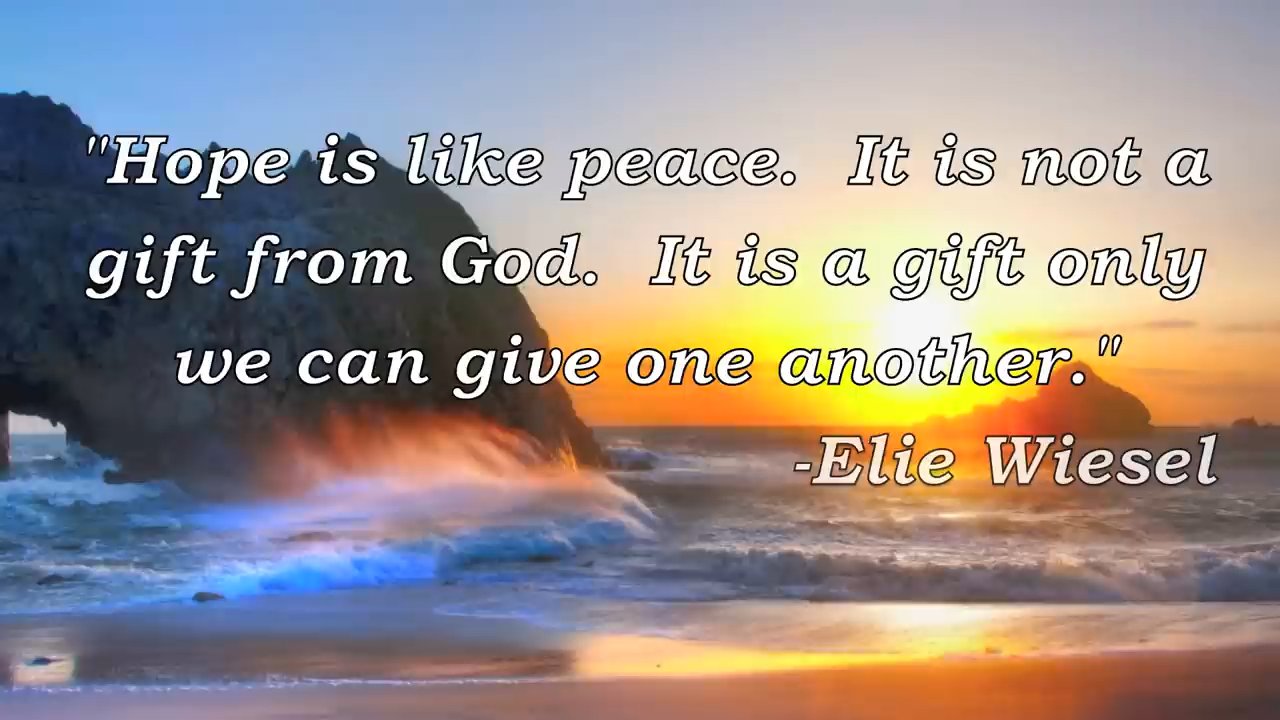 "Hope is like peace.  It is not a
gift from God.  It is a gift only
we can give one another."
-Elie Wiesel